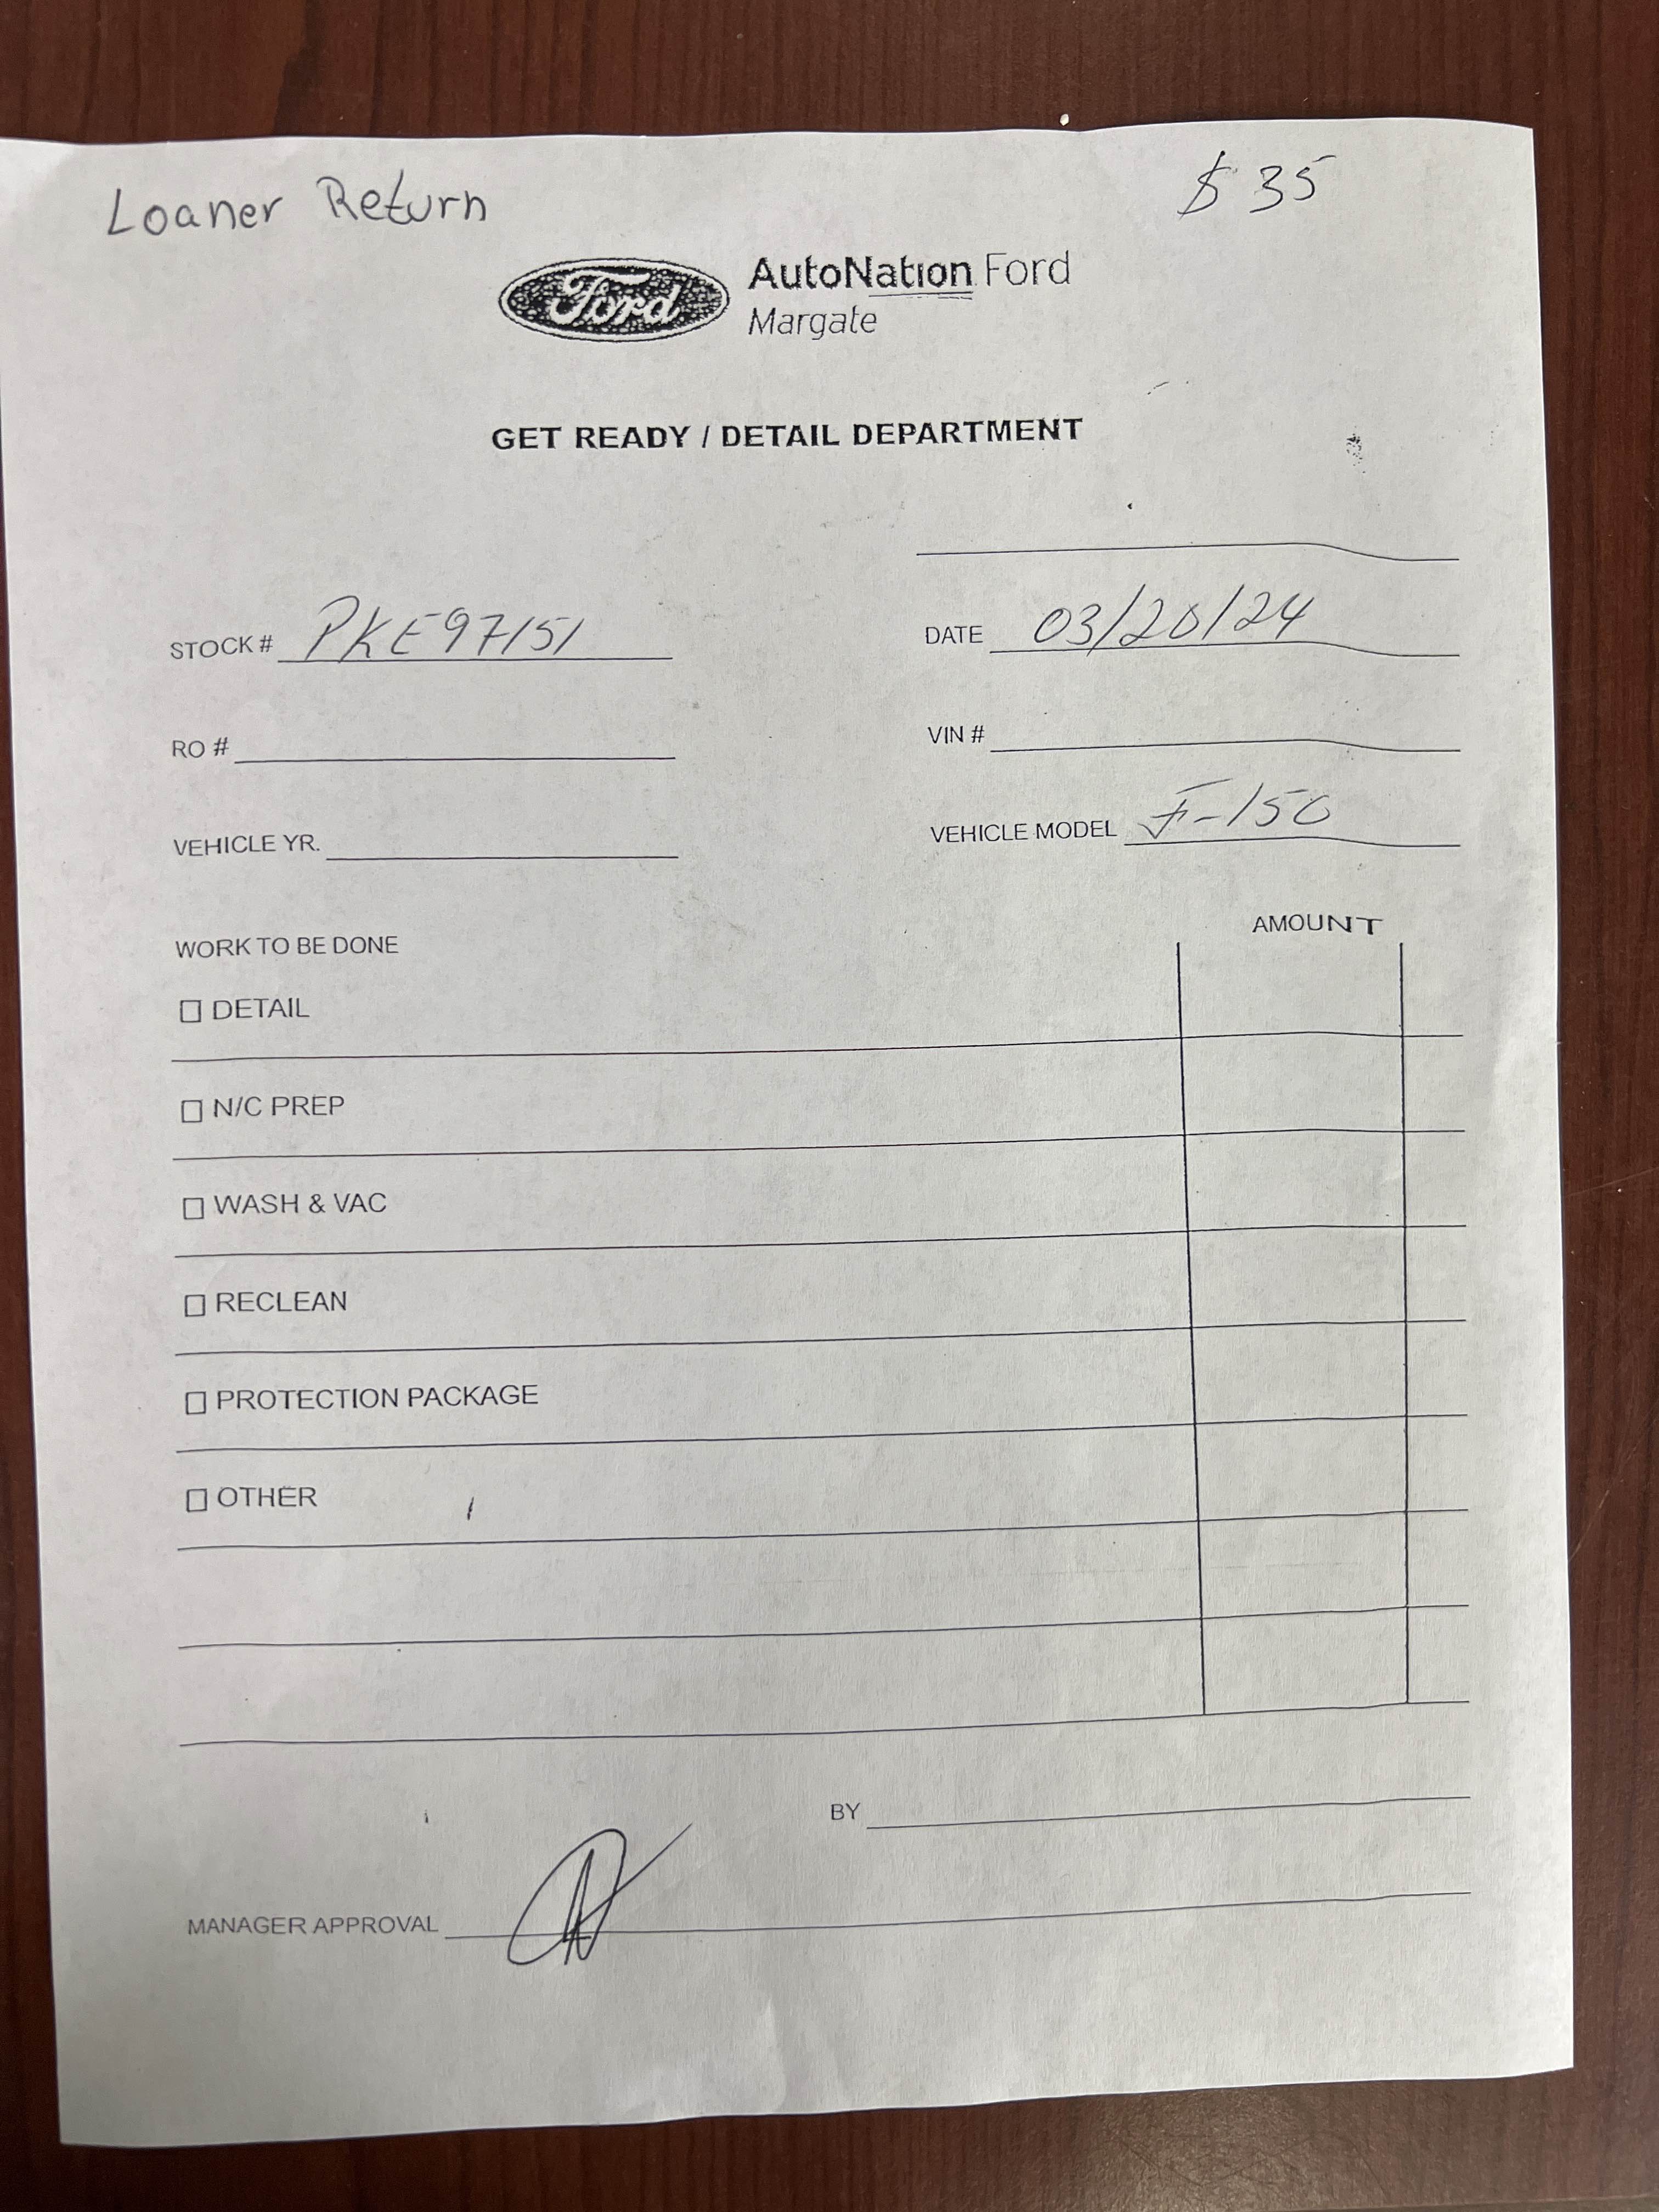 Loaner Return $ 35
Ford AutoNation Ford
Margate
GET READY / DETAIL DEPARTMENT
STOCK # PKE97151 DATE 03/20/24
RO # VIN #
VEHICLE YR. VEHICLE MODEL F-150
AMOUNT
WORK TO BE DONE
DETAIL
N/C PREP
WASH & VAC
RECLEAN
PROTECTION PACKAGE
OTHER
BY
MANAGER APPROVAL